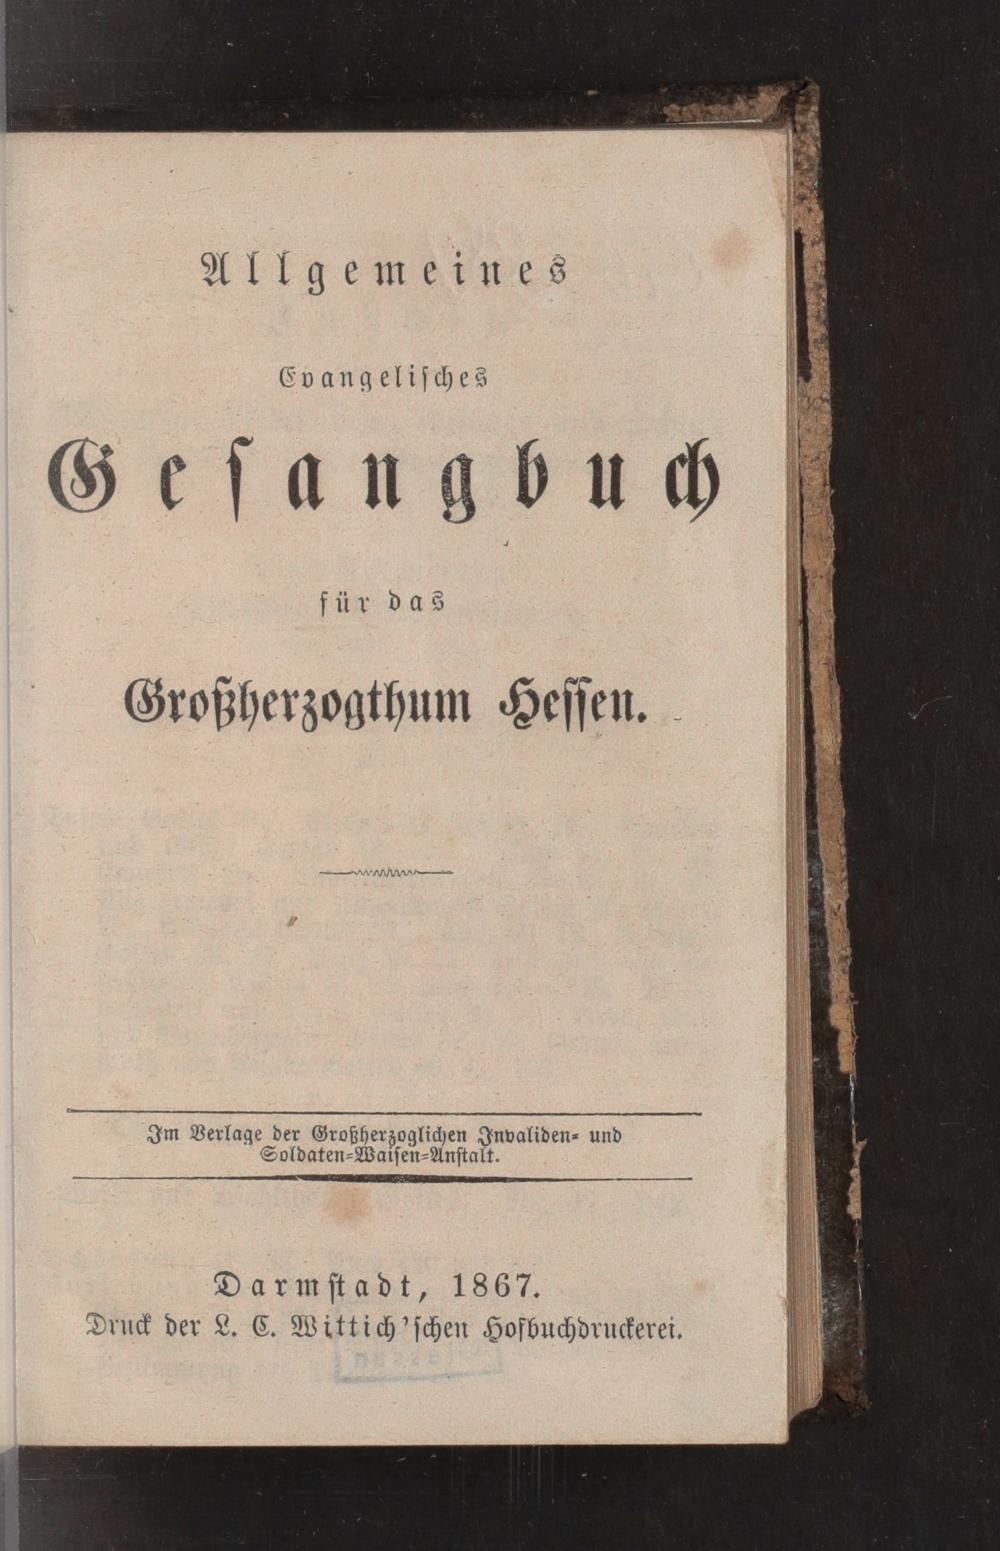 Allgemeines
Evangelisches
Gesangbuch
für das
Großherzogthum Hessen.
Im Verlage der Großherzoglichen Invaliden- und
Soldaten-Waisen-Anstalt.
Darmstadt, 1867.
Druck der L. C. Wittich'schen Hofbuchdruckerei.